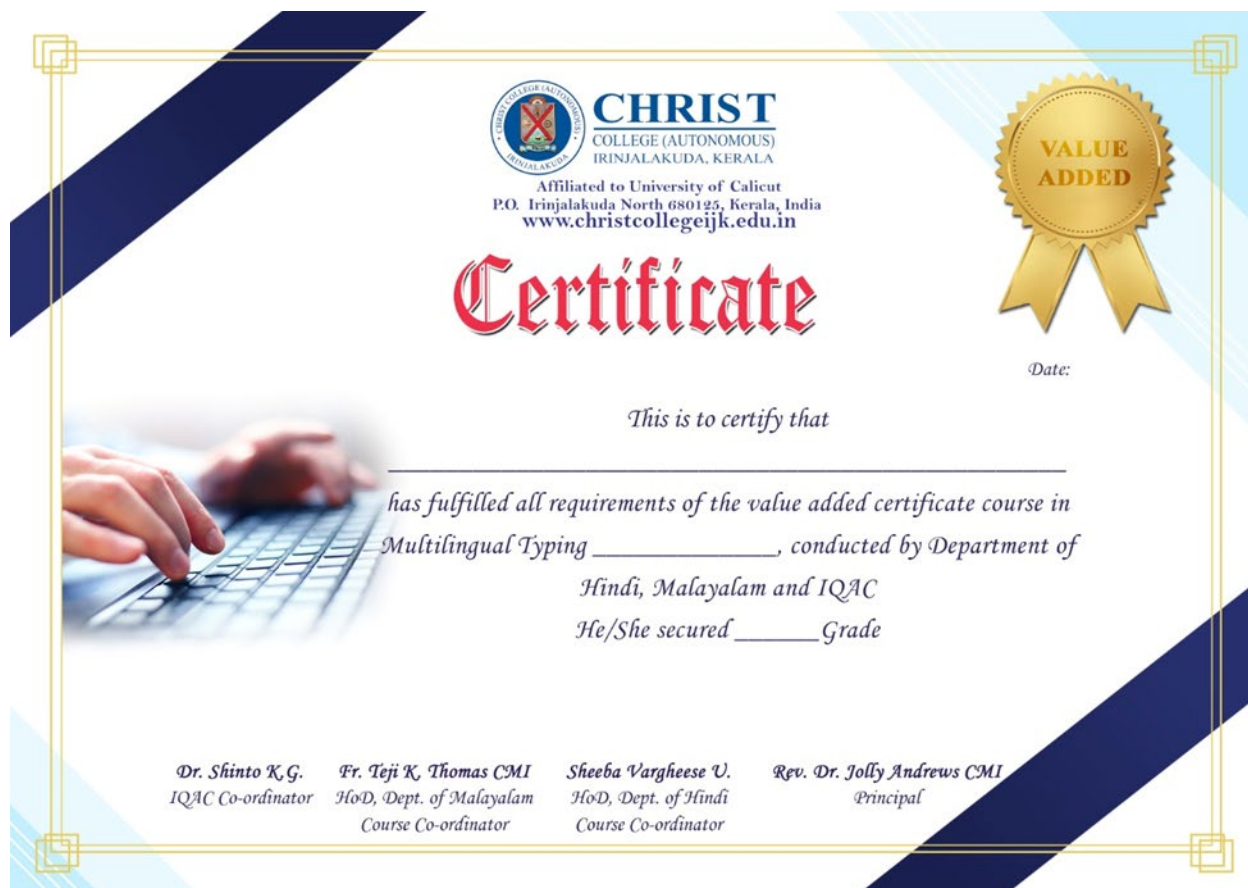 CHRIST COLLEGE (AUTONOMOUS)
IRINJALAKUDA
CHRIST
COLLEGE (AUTONOMOUS)
IRINJALAKUDA, KERALA
Affiliated to University of Calicut
P.O. Irinjalakuda North 680125, Kerala, India
www.christcollegeijk.edu.in
VALUE
ADDED
Certificate
Date:
This is to certify that
has fulfilled all requirements of the value added certificate course in
Multilingual Typing ______________, conducted by Department of
Hindi, Malayalam and IQAC
He/She secured ______ Grade
Dr. Shinto K.G.
IQAC Co-ordinator
Fr. Teji K. Thomas CMI
HoD, Dept. of Malayalam
Course Co-ordinator
Sheeba Vargheese U.
HoD, Dept. of Hindi
Course Co-ordinator
Rev. Dr. Jolly Andrews CMI
Principal